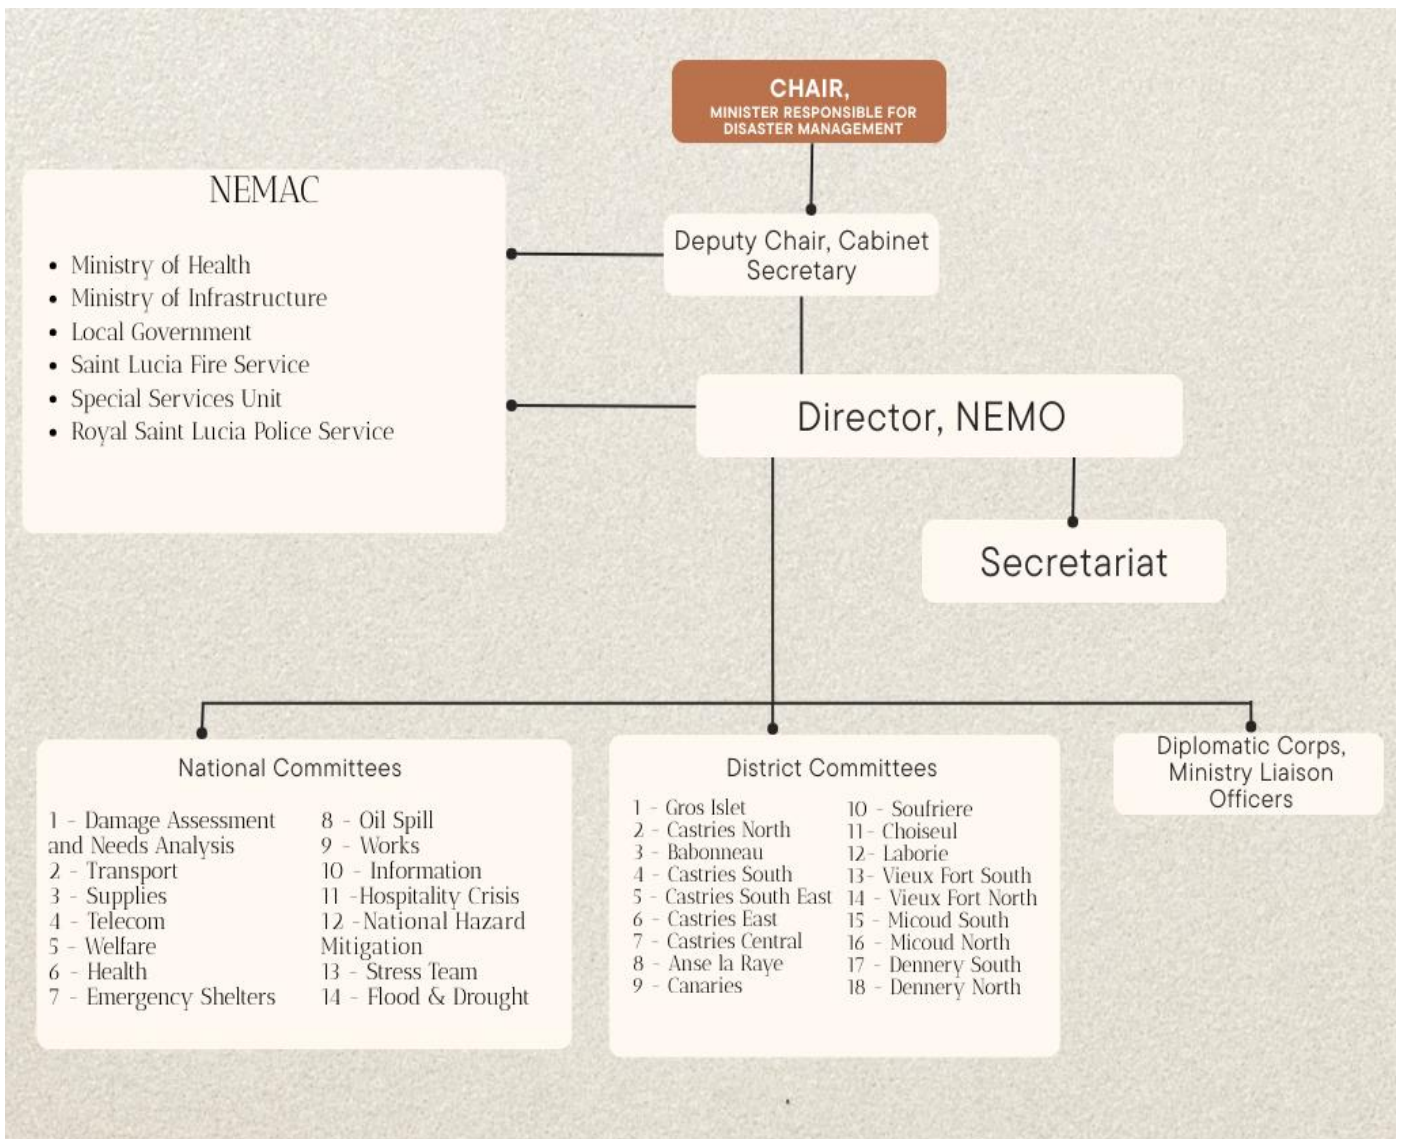 CHAIR,
MINISTER RESPONSIBLE FOR
DISASTER MANAGEMENT
NEMAC
• Ministry of Health
• Ministry of Infrastructure
• Local Government
• Saint Lucia Fire Service
• Special Services Unit
• Royal Saint Lucia Police Service
Deputy Chair, Cabinet
Secretary
Director, NEMO
Secretariat
National Committees
1 - Damage Assessment
and Needs Analysis
2 - Transport
3 - Supplies
4 - Telecom
5 - Welfare
6 - Health
7 - Emergency Shelters
8 - Oil Spill
9 - Works
10 - Information
11 -Hospitality Crisis
12 -National Hazard
Mitigation
13 - Stress Team
14 - Flood & Drought
District Committees
1 - Gros Islet
2 - Castries North
3 - Babonneau
4 - Castries South
5 - Castries South East
6 - Castries East
7 - Castries Central
8 - Anse la Raye
9 - Canaries
10 - Soufriere
11- Choiseul
12- Laborie
13- Vieux Fort South
14 - Vieux Fort North
15 - Micoud South
16 - Micoud North
17 - Dennery South
18 - Dennery North
Diplomatic Corps,
Ministry Liaison
Officers